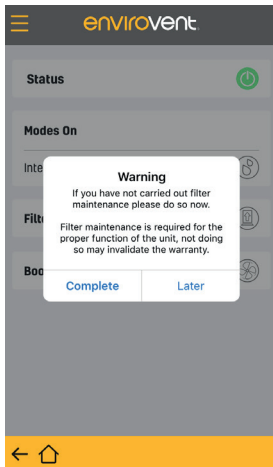 envirovent
Status
Modes On
Inte
Warning
If you have not carried out filter
maintenance please do so now.
Filter maintenance is required for the
proper function of the unit, not doing
so may invalidate the warranty.
Filt
Boo
Complete
Later